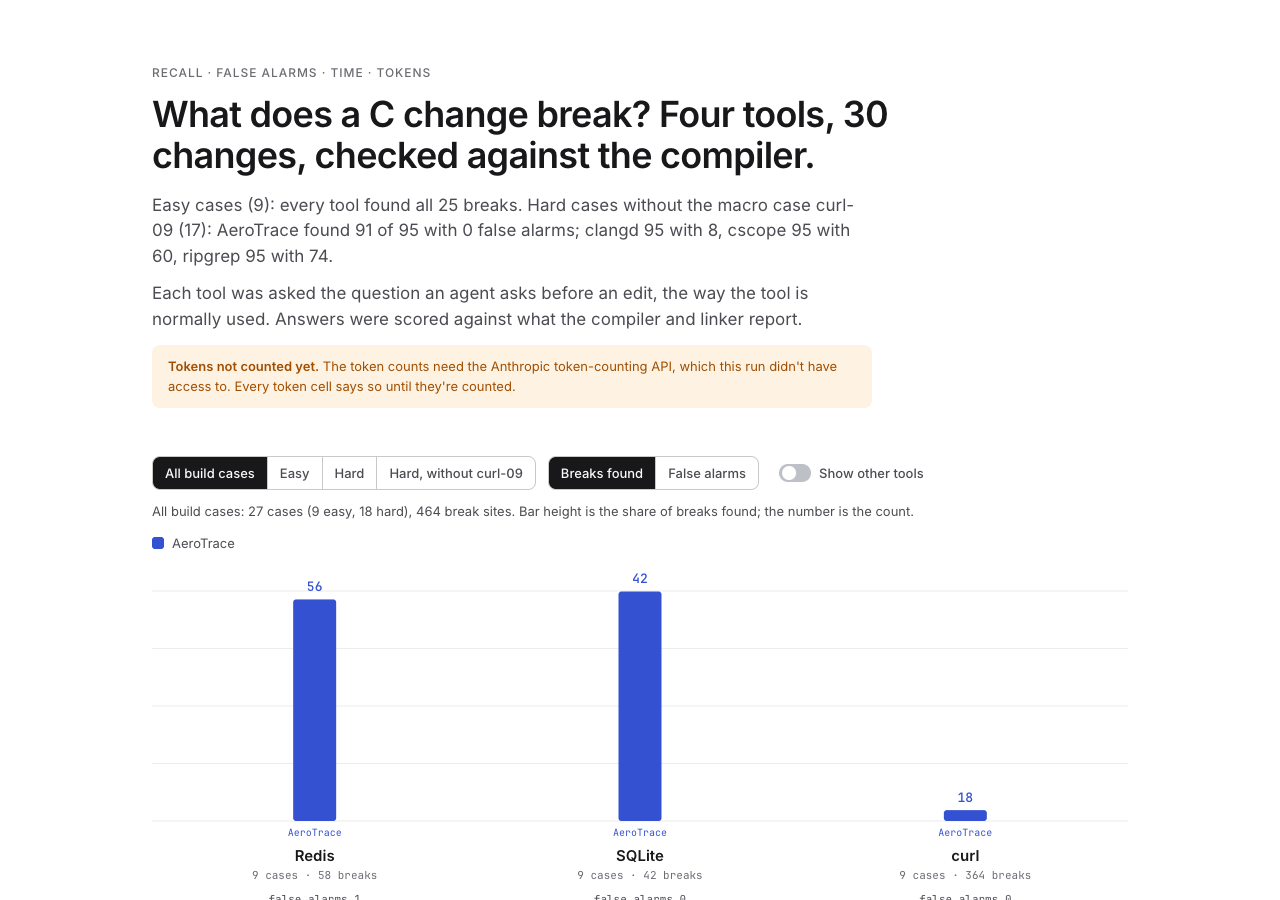 RECALL · FALSE ALARMS · TIME · TOKENS
What does a C change break? Four tools, 30
changes, checked against the compiler.
Easy cases (9): every tool found all 25 breaks. Hard cases without the macro case curl-
09 (17): AeroTrace found 91 of 95 with 0 false alarms; clangd 95 with 8, cscope 95 with
60, ripgrep 95 with 74.
Each tool was asked the question an agent asks before an edit, the way the tool is
normally used. Answers were scored against what the compiler and linker report.
Tokens not counted yet. The token counts need the Anthropic token-counting API, which this run didn't have
access to. Every token cell says so until they're counted.
All build cases Easy Hard Hard, without curl-09 Breaks found False alarms Show other tools
All build cases: 27 cases (9 easy, 18 hard), 464 break sites. Bar height is the share of breaks found; the number is the count.
AeroTrace
56 42 18
AeroTrace AeroTrace AeroTrace
Redis SQLite curl
9 cases · 58 breaks 9 cases · 42 breaks 9 cases · 364 breaks
false alarms 1 false alarms 0 false alarms 0